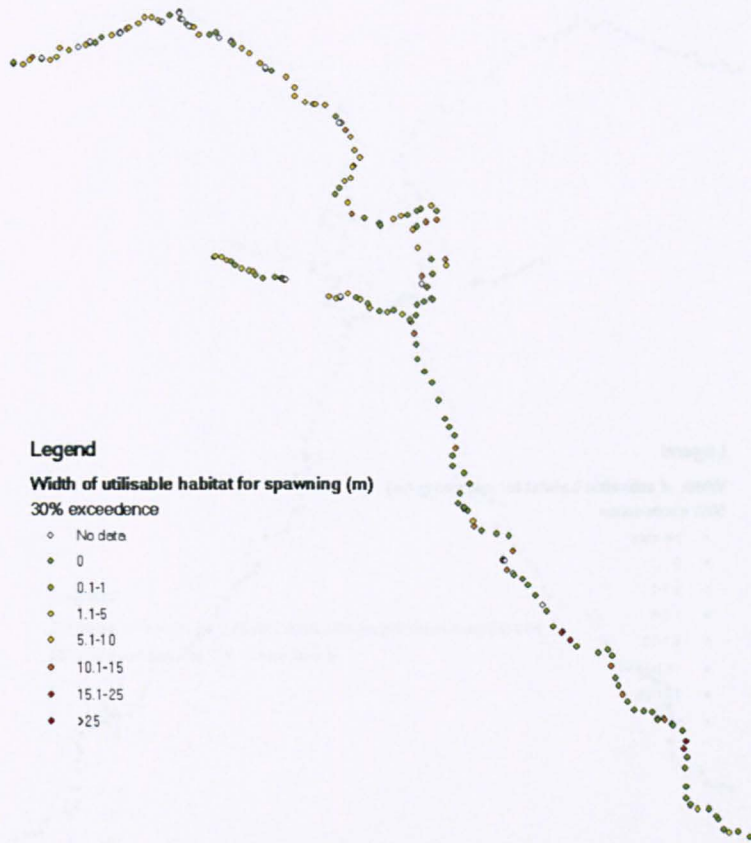 Legend
Width of utilisable habitat for spawning (m)
30% exceedence
No data
0
0.1-1
1.1-5
5.1-10
10.1-15
15.1-25
>25